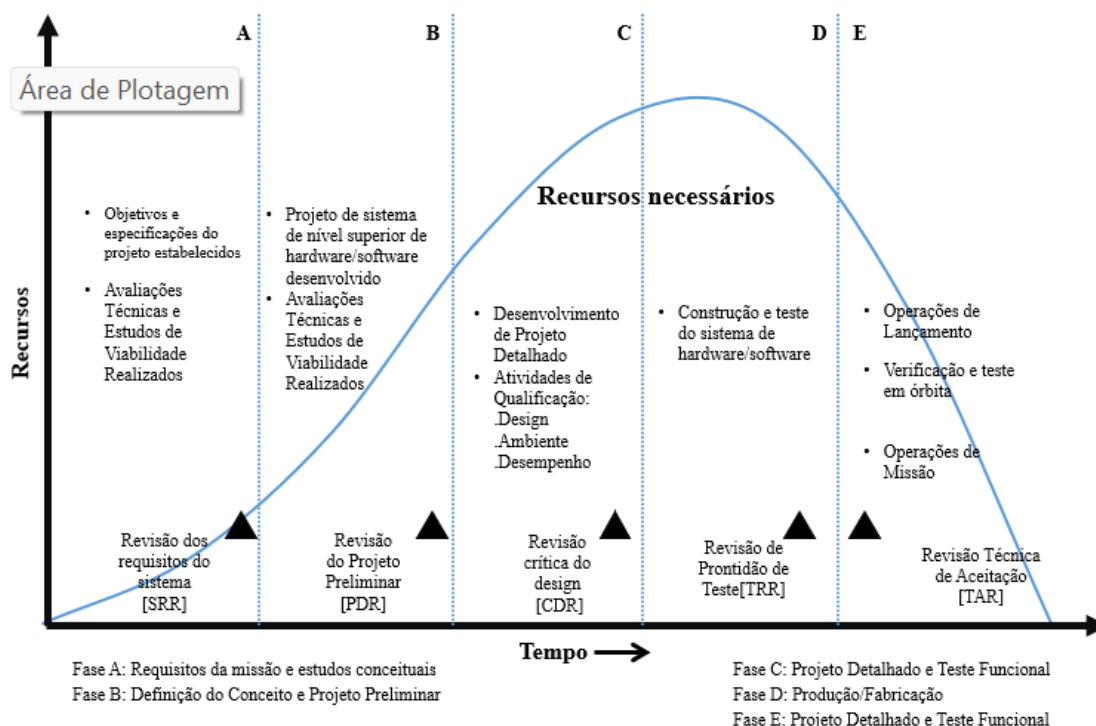 A
B
C
D
E
Área de Plotagem
Recursos necessários
Recursos
• Objetivos e
especificações do
projeto estabelecidos
• Avaliações
Técnicas e
Estudos de
Viabilidade
Realizados
• Projeto de sistema
de nível superior de
hardware/software
desenvolvido
• Avaliações
Técnicas e
Estudos de
Viabilidade
Realizados
• Desenvolvimento
de Projeto
Detalhado
• Atividades de
Qualificação:
.Design
.Ambiente
.Desempenho
• Construção e teste
do sistema de
hardware/software
• Operações de
Lançamento
• Verificação e teste
em órbita
• Operações de
Missão
Revisão dos
requisitos do
sistema
[SRR]
Revisão
do Projeto
Preliminar
[PDR]
Revisão
crítica do
design
[CDR]
Revisão de
Prontidão de
Teste[TRR]
Revisão Técnica
de Aceitação
[TAR]
Tempo
Fase A: Requisitos da missão e estudos conceituais
Fase B: Definição do Conceito e Projeto Preliminar
Fase C: Projeto Detalhado e Teste Funcional
Fase D: Produção/Fabricação
Fase E: Projeto Detalhado e Teste Funcional